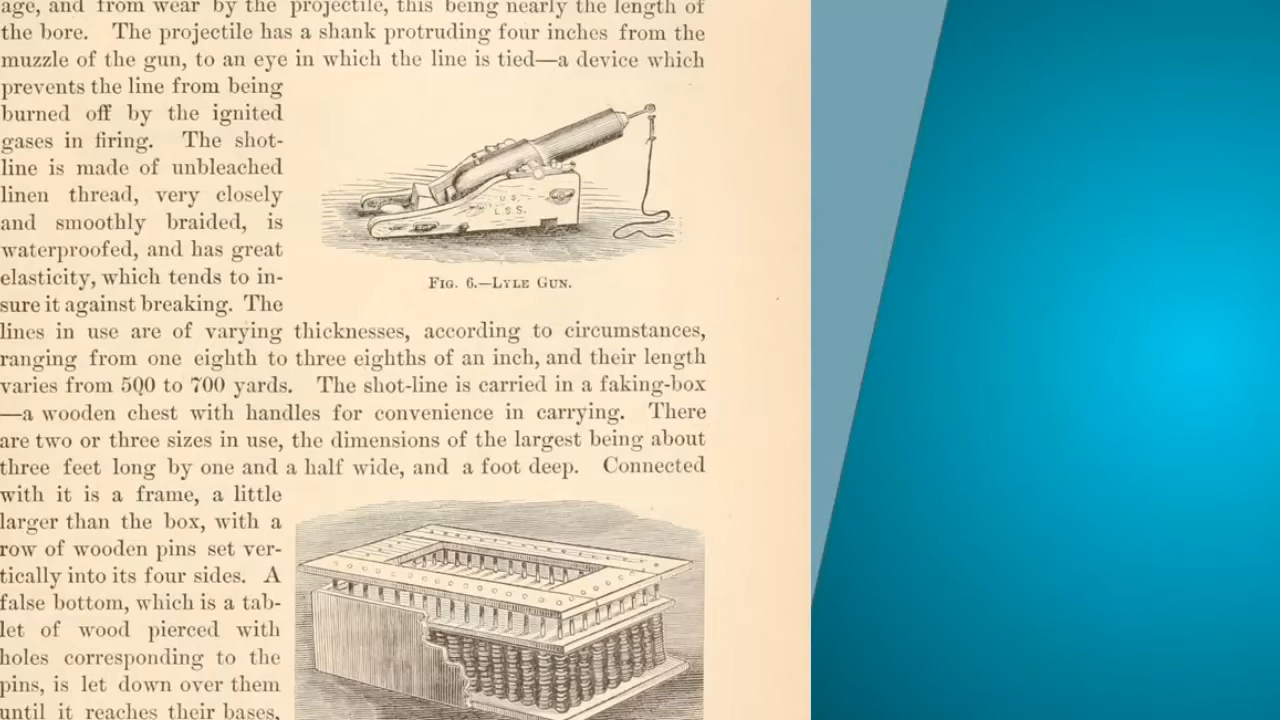 age, and from wear by the projectile, this being nearly the length of
the bore. The projectile has a shank protruding four inches from the
muzzle of the gun, to an eye in which the line is tied—a device which
prevents the line from being
burned off by the ignited
gases in firing. The shot-
line is made of unbleached
linen thread, very closely
and smoothly braided, is
waterproofed, and has great
elasticity, which tends to in-
sure it against breaking. The
U.S.
L.S.S.
Fig. 6.—Lyle Gun.
lines in use are of varying thicknesses, according to circumstances,
ranging from one eighth to three eighths of an inch, and their length
varies from 500 to 700 yards. The shot-line is carried in a faking-box
—a wooden chest with handles for convenience in carrying. There
are two or three sizes in use, the dimensions of the largest being about
three feet long by one and a half wide, and a foot deep. Connected
with it is a frame, a little
larger than the box, with a
row of wooden pins set ver-
tically into its four sides. A
false bottom, which is a tab-
let of wood pierced with
holes corresponding to the
pins, is let down over them
until it reaches their bases,